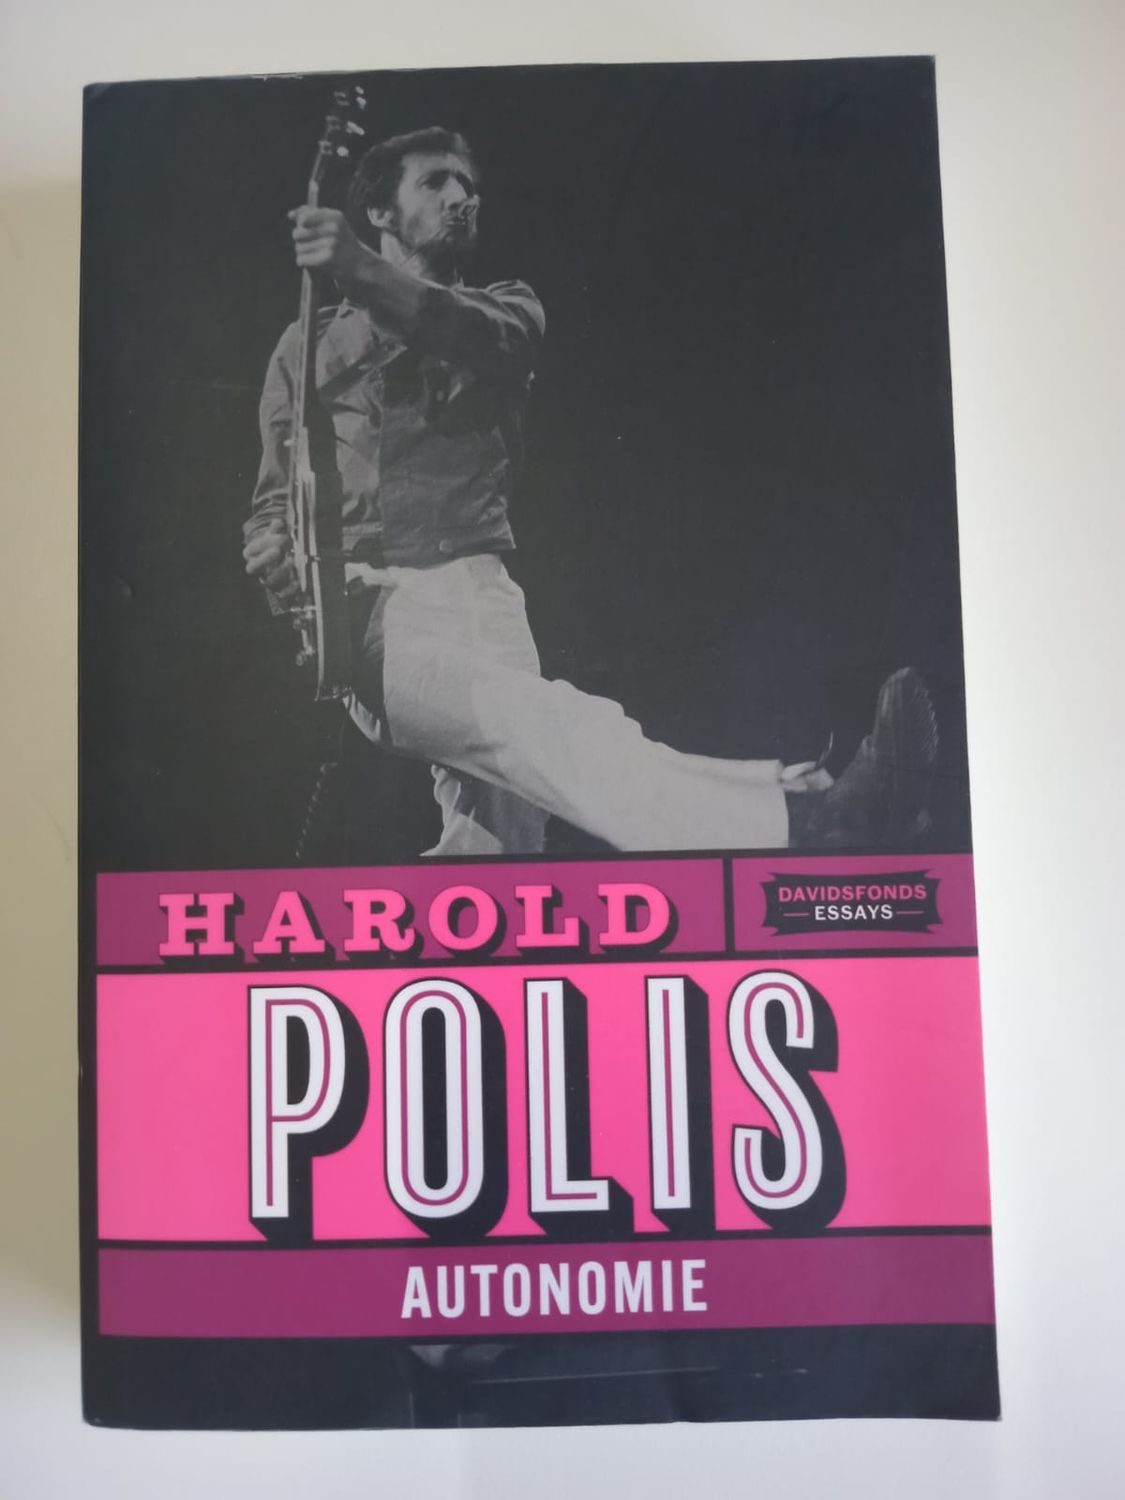 HAROLD
DAVIDSFONDS
ESSAYS
POLIS
AUTONOMIE